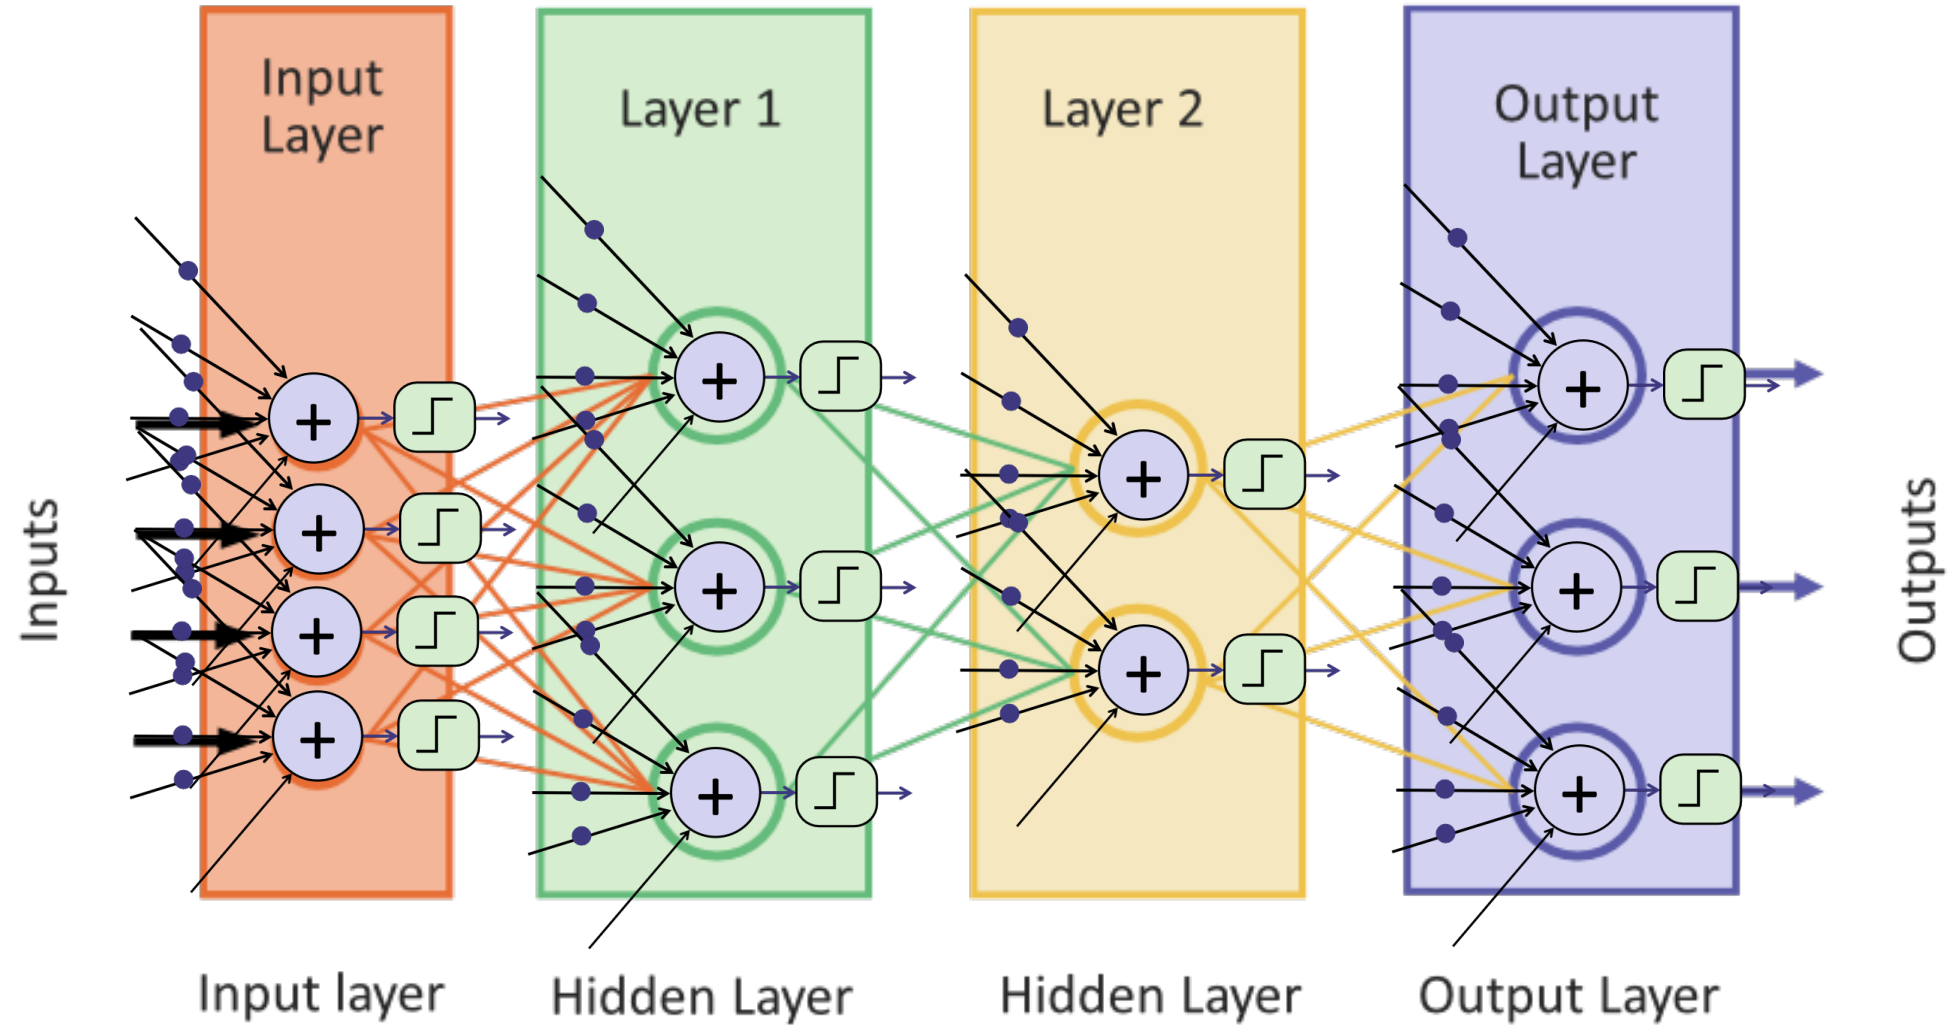 Input
Layer
Layer 1
Layer 2
Output
Layer
Inputs
+
+
+
+
+
+
+
+
+
+
+
+
Outputs
Input layer
Hidden Layer
Hidden Layer
Output Layer